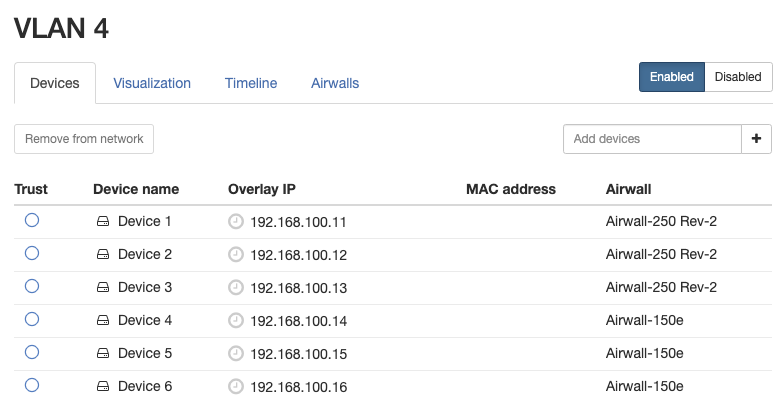 VLAN 4
Devices Visualization Timeline Airwalls Enabled Disabled
Remove from network Add devices +
Trust Device name Overlay IP MAC address Airwall
Device 1 192.168.100.11 Airwall-250 Rev-2
Device 2 192.168.100.12 Airwall-250 Rev-2
Device 3 192.168.100.13 Airwall-250 Rev-2
Device 4 192.168.100.14 Airwall-150e
Device 5 192.168.100.15 Airwall-150e
Device 6 192.168.100.16 Airwall-150e